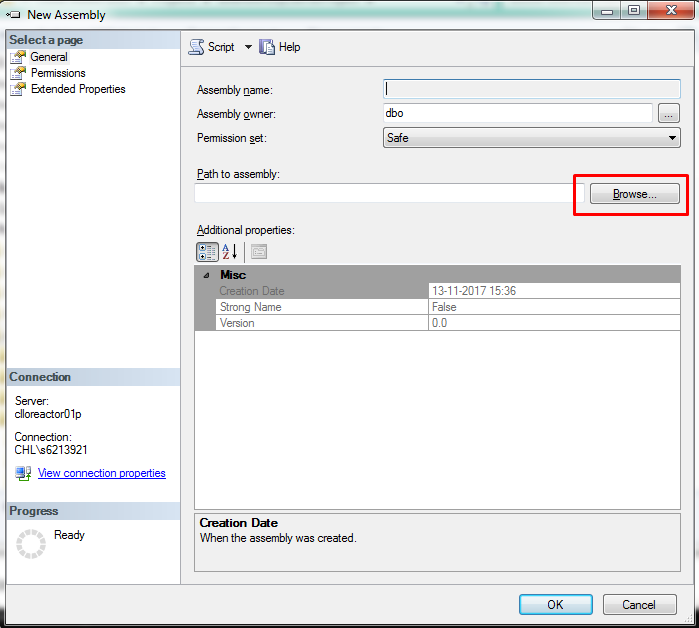 New Assembly
Select a page
General
Permissions
Extended Properties
Script
Help
Assembly name:
Assembly owner:
dbo
...
Permission set:
Safe
Path to assembly:
Browse...
Additional properties:
Misc
Creation Date
13-11-2017 15:36
Strong Name
False
Version
0.0
Connection
Server:
clloreactor01p
Connection:
CHL\s6213921
View connection properties
Progress
Ready
Creation Date
When the assembly was created.
OK
Cancel